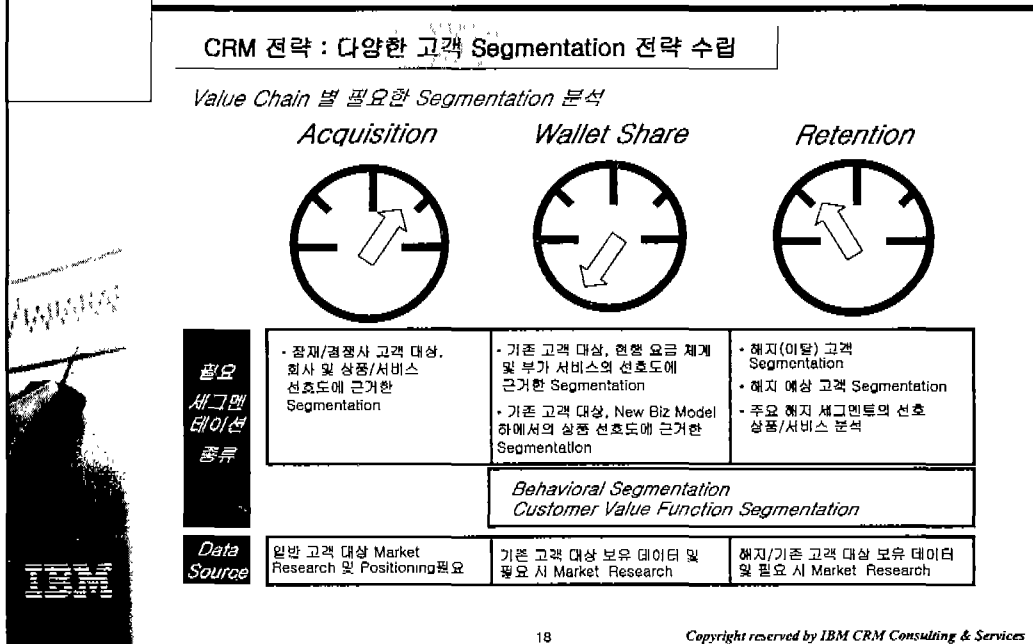 CRM 전략 : 다양한 고객 Segmentation 전략 수립
Value Chain 별 필요한 Segmentation 분석
Acquisition
Wallet Share
Retention
필요
세그멘
테이션
종류
- 잠재/경쟁사 고객 대상,
회사 및 상품/서비스
선호도에 근거한
Segmentation
- 기존 고객 대상, 현행 요금 체계
및 부가 서비스의 선호도에
근거한 Segmentation
- 기존 고객 대상, New Biz Model
하에서의 상품 선호도에 근거한
Segmentation
- 해지(이탈) 고객
Segmentation
- 해지 예상 고객 Segmentation
- 주요 해지 세그멘트의 선호
상품/서비스 분석
Behavioral Segmentation
Customer Value Function Segmentation
Data
Source
일반 고객 대상 Market
Research 및 Positioning필요
기존 고객 대상 보유 데이터 및
필요 시 Market Research
해지/기존 고객 대상 보유 데이터
및 필요 시 Market Research
IBM
18
Copyright reserved by IBM CRM Consulting & Services